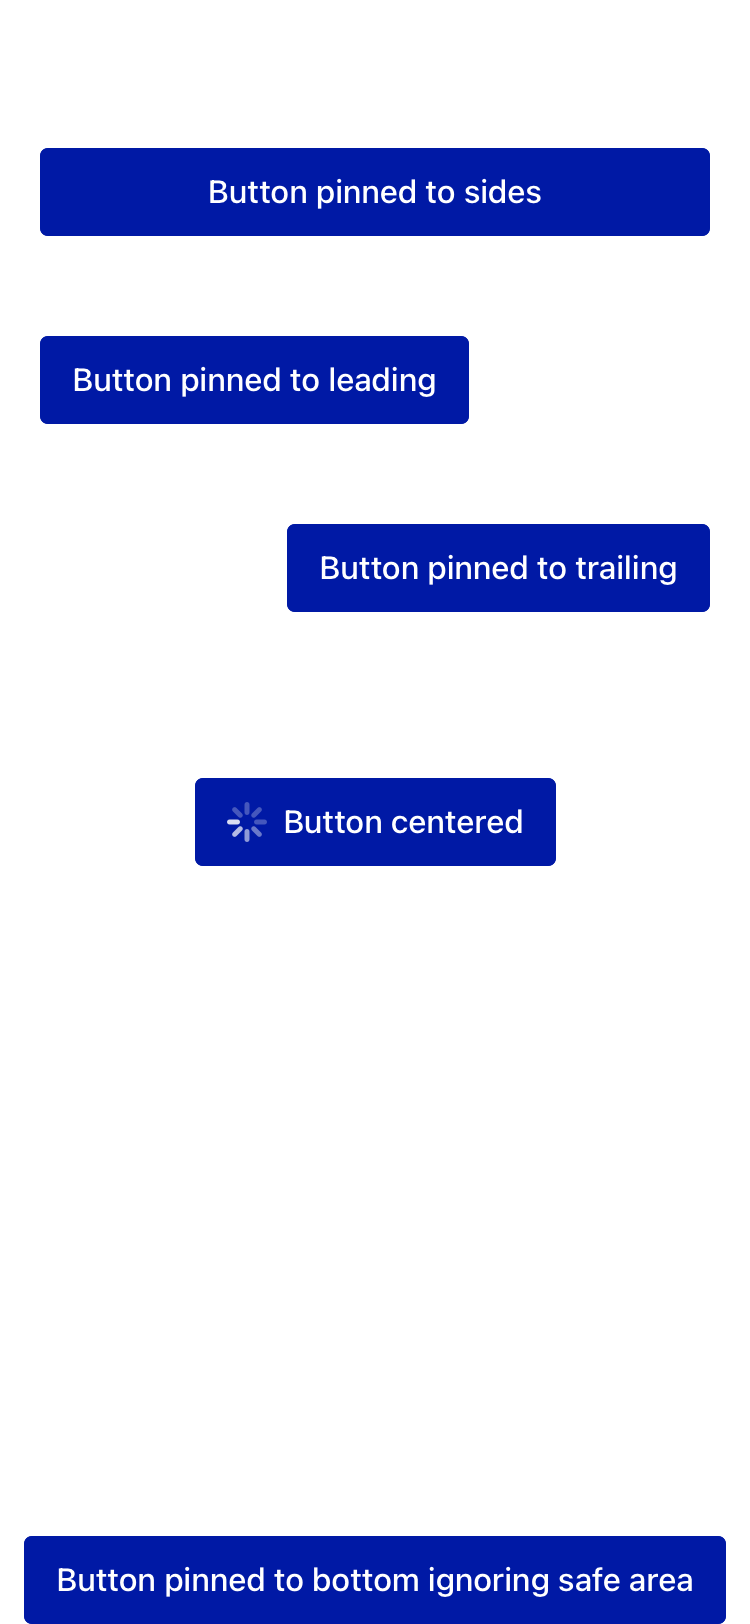 Button pinned to sides
Button pinned to leading
Button pinned to trailing
Button centered
Button pinned to bottom ignoring safe area